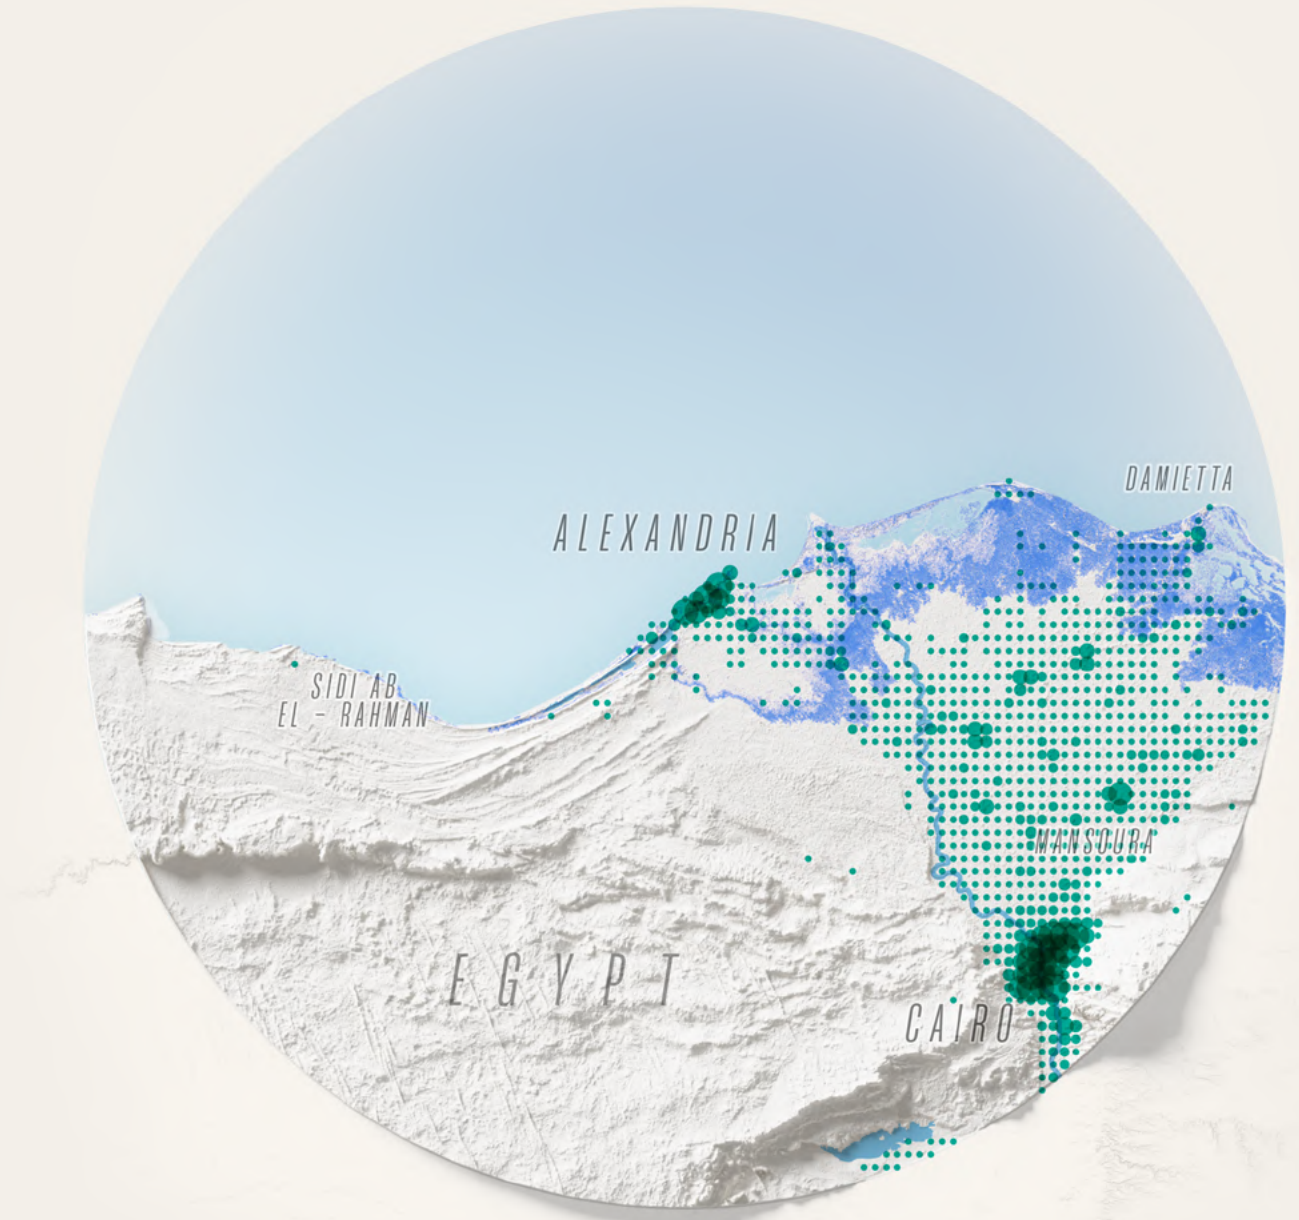 DAMIETTA
ALEXANDRIA
SIDI AB
EL - RAHMAN
MANSOURA
EGYPT
CAIRO